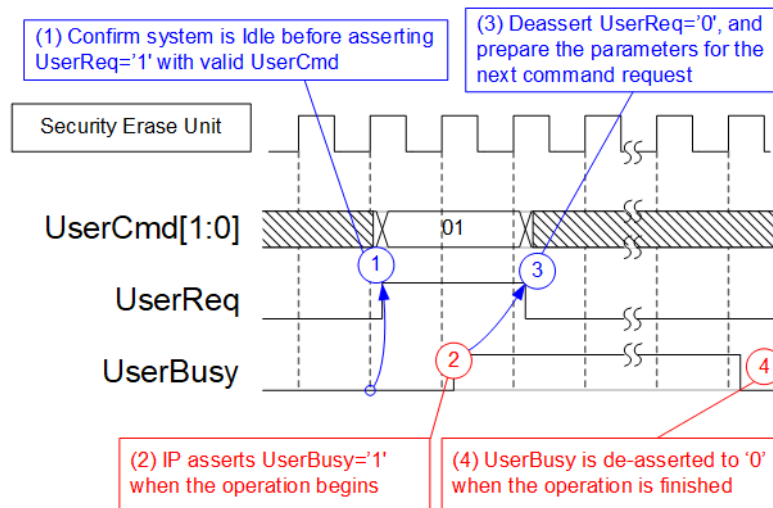 (1) Confirm system is Idle before asserting
UserReq='1' with valid UserCmd
(3) Deassert UserReq='0', and
prepare the parameters for the
next command request
Security Erase Unit
UserCmd[1:0]
01
1
3
UserReq
2
UserBusy
4
(2) IP asserts UserBusy='1'
when the operation begins
(4) UserBusy is de-asserted to ‘0’
when the operation is finished